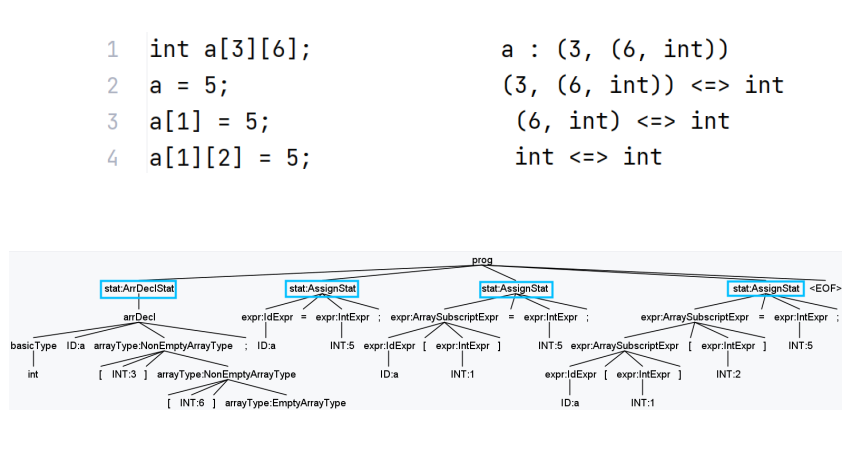 1 int a[3][6]; a : (3, (6, int))
2 a = 5; (3, (6, int)) <=> int
3 a[1] = 5; (6, int) <=> int
4 a[1][2] = 5; int <=> int
prog
stat:ArrDeclStat stat:AssignStat stat:AssignStat stat:AssignStat <EOF>
arrDecl expr:IdExpr = expr:IntExpr ; expr:ArraySubscriptExpr = expr:IntExpr ; expr:ArraySubscriptExpr = expr:IntExpr ;
basicType ID:a arrayType:NonEmptyArrayType ; ID:a INT:5 expr:IdExpr [ expr:IntExpr ] INT:5 expr:ArraySubscriptExpr [ expr:IntExpr ] INT:5
int [ INT:3 ] arrayType:NonEmptyArrayType ID:a INT:1 expr:IdExpr [ expr:IntExpr ] INT:2
[ INT:6 ] arrayType:EmptyArrayType ID:a INT:1